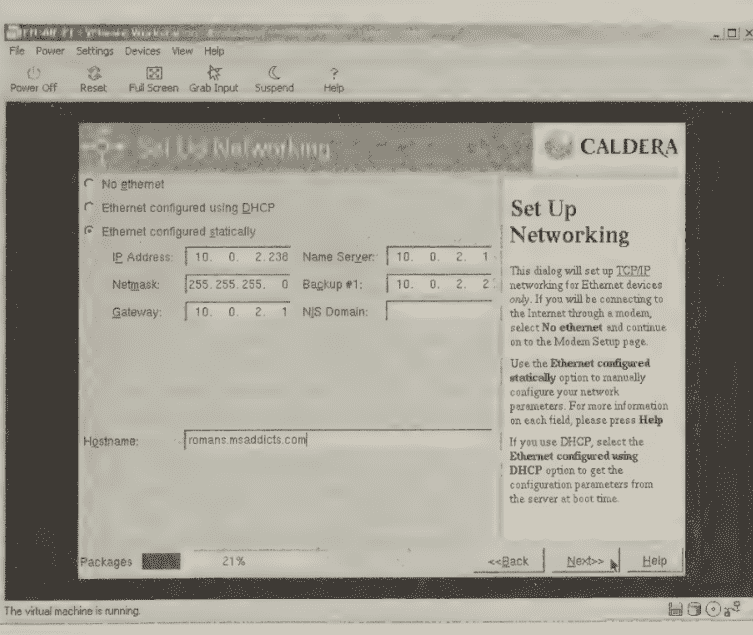 File Power Settings Devices View Help
Power Off Reset Full Screen Grab Input Suspend Help
Set Up Networking
CALDERA
No ethernet
Ethernet configured using DHCP
Ethernet configured statically
IP Address: 10. 0. 2.238 Name Server: 10. 0. 2. 1
Netmask: 255.255.255. 0 Backup #1: 10. 0. 2. 2
Gateway: 10. 0. 2. 1 NIS Domain:
Hostname: romans.msaddicts.com
Set Up
Networking
This dialog will set up TCP/IP
networking for Ethernet devices
only. If you will be connecting to
the Internet through a modem,
select No ethernet and continue
on to the Modem Setup page.
Use the Ethernet configured
statically option to manually
configure your network
parameters. For more information
on each field, please press Help
If you use DHCP, select the
Ethernet configured using
DHCP option to get the
configuration parameters from
the server at boot time.
Packages 21% <<Back Next>> Help
The virtual machine is running.